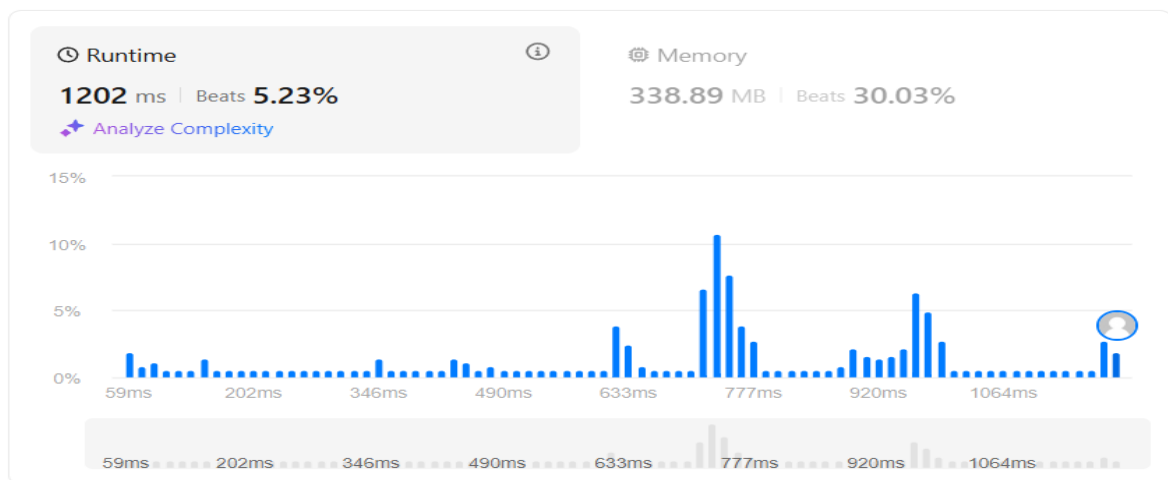 Runtime
1202 ms | Beats 5.23%
Analyze Complexity
Memory
338.89 MB | Beats 30.03%
15%
10%
5%
0%
59ms 202ms 346ms 490ms 633ms 777ms 920ms 1064ms
59ms 202ms 346ms 490ms 633ms 777ms 920ms 1064ms